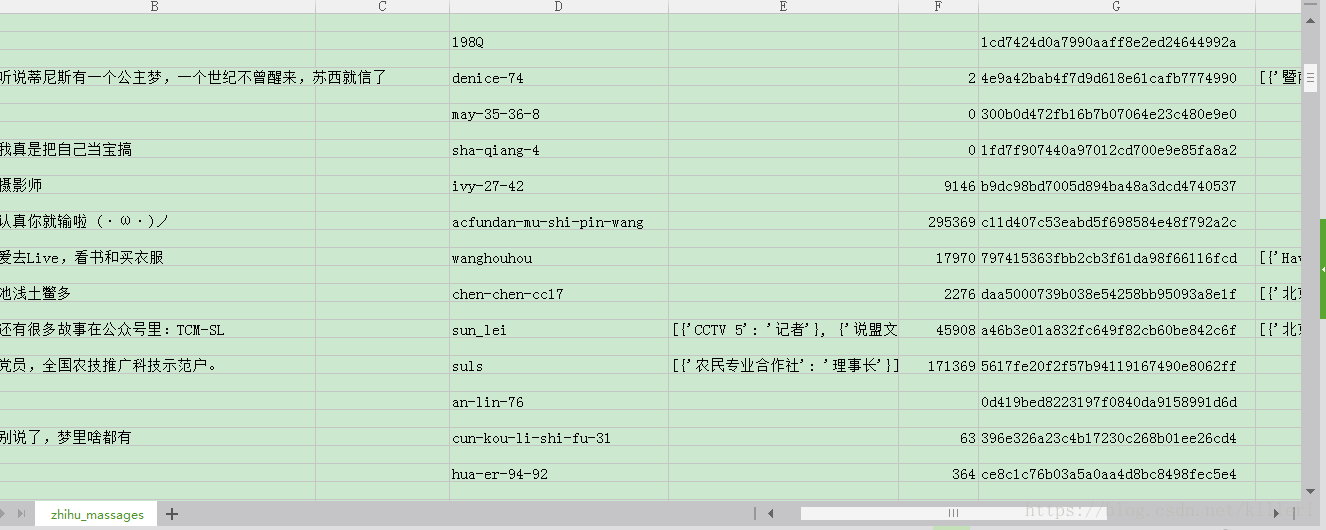 B C D E F G
198Q 1cd7424d0a7990aaff8e2ed24644992a
听说蒂尼斯有一个公主梦，一个世纪不曾醒来，苏西就信了 denice-74 2 4e9a42bab4f7d9d618e61cafb7774990 [{'暨
may-35-36-8 0 300b0d472fb16b7b07064e23c480e9e0
我真是把自己当宝搞 sha-qiang-4 0 1fd7f907440a97012cd700e9e85fa8a2
摄影师 ivy-27-42 9146 b9dc98bd7005d894ba48a3dcd4740537
认真你就输啦 (・ω・)ノ acfundan-mu-shi-pin-wang 295369 c11d407c53eabd5f698584e48f792a2c
爱去Live，看书和买衣服 wanghouhou 17970 797415363fbb2cb3f61da98f66116fcd [{'Hav
池浅土鳖多 chen-chen-cc17 2276 daa5000739b038e54258bb95093a8e1f [{'北
还有很多故事在公众号里：TCM-SL sun_lei [{'CCTV 5': '记者'}, {'说盟文 45908 a46b3e01a832fc649f82cb60be842c6f [{'北
党员，全国农技推广科技示范户。 suls [{'农民专业合作社': '理事长'}] 171369 5617fe20f2f57b94119167490e8062ff
an-lin-76 0d419bed8223197f0840da9158991d6d
别说了，梦里啥都有 cun-kou-li-shi-fu-31 63 396e326a23c4b17230c268b01ee26cd4
hua-er-94-92 364 ce8c1c76b03a5a0aa4d8bc8498fec5e4
zhihu_massages